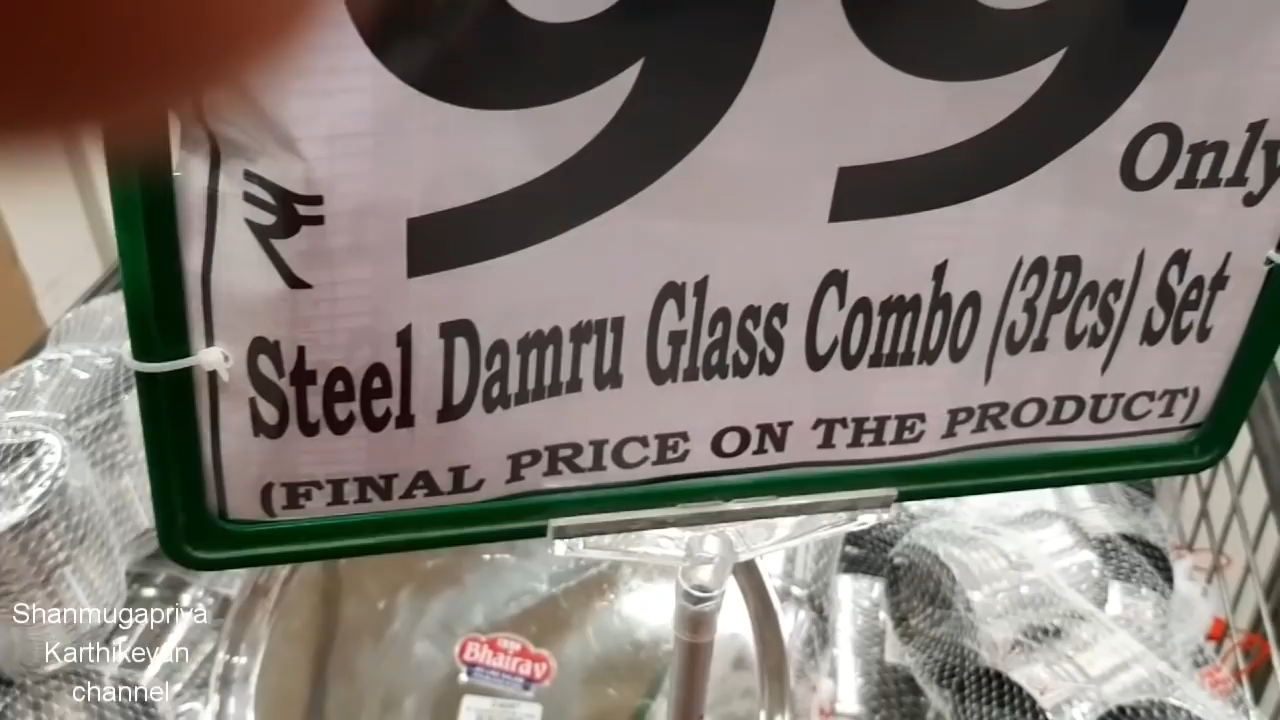 99
Only
₹
Steel Damru Glass Combo (3Pcs) Set
(FINAL PRICE ON THE PRODUCT)
Bhairav
Shanmugapriya
Karthikeyan
channel